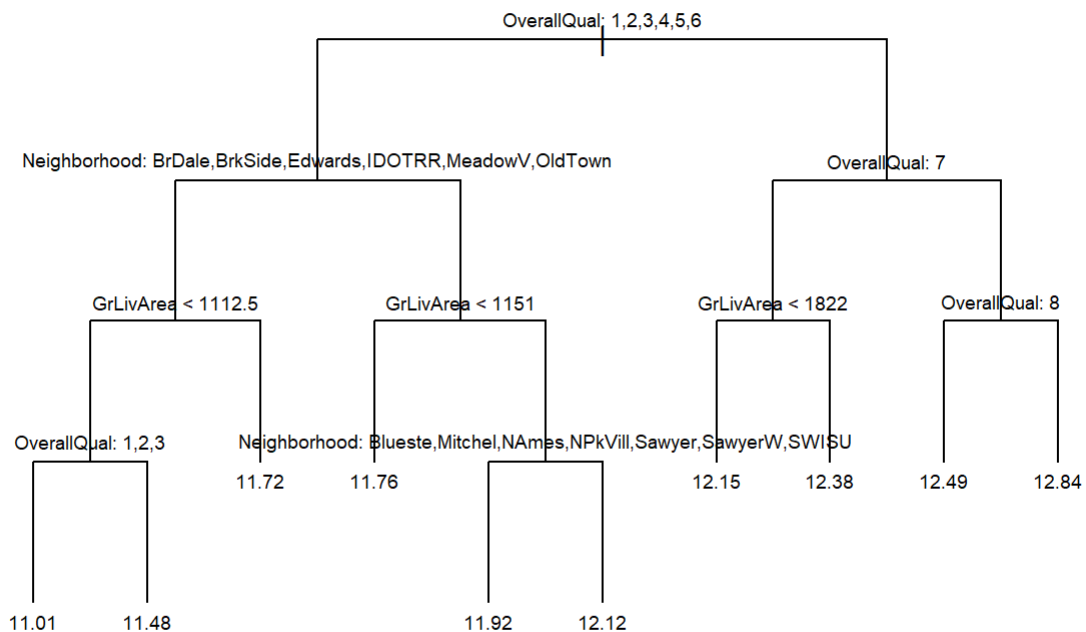 OverallQual: 1,2,3,4,5,6
Neighborhood: BrDale,BrkSide,Edwards,IDOTRR,MeadowV,OldTown
OverallQual: 7
GrLivArea < 1112.5
GrLivArea < 1151
GrLivArea < 1822
OverallQual: 8
OverallQual: 1,2,3
Neighborhood: Blueste,Mitchel,NAmes,NPkVill,Sawyer,SawyerW,SWISU
11.72
11.76
12.15
12.38
12.49
12.84
11.01
11.48
11.92
12.12